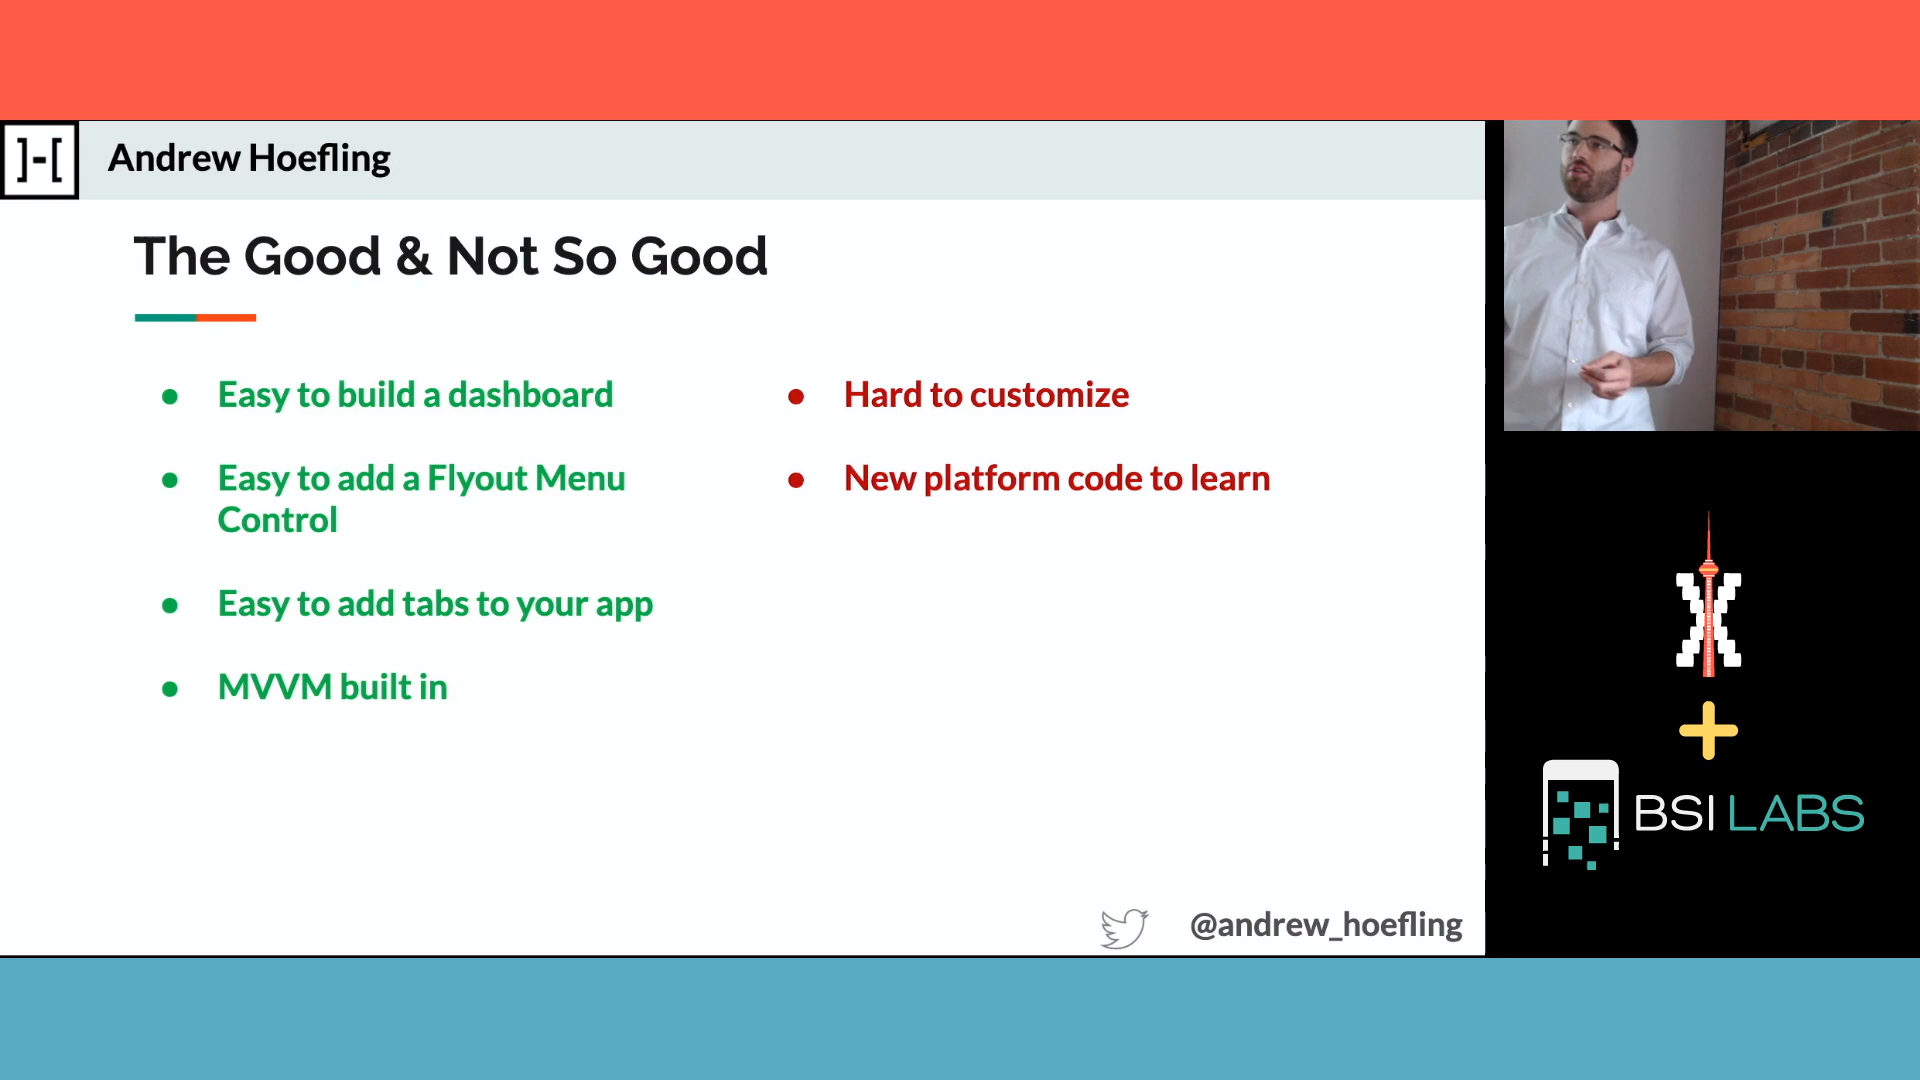 ]-[
Andrew Hoefling
The Good & Not So Good
● Easy to build a dashboard
● Easy to add a Flyout Menu
Control
● Easy to add tabs to your app
● MVVM built in
● Hard to customize
● New platform code to learn
@andrew_hoefling
X
+
BSI LABS